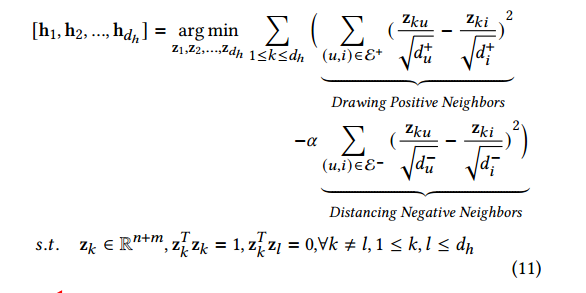 [h₁, h₂, ..., h_{d_h}] = arg min_{z₁,z₂,...,z_{d_h}} ∑_{1≤k≤d_h} ( ∑_{(u,i)∈ℰ⁺} ( z_{ku} / √d_u⁺ − z_{ki} / √d_i⁺ )²
Drawing Positive Neighbors
−α ∑_{(u,i)∈ℰ⁻} ( z_{ku} / √d_u⁻ − z_{ki} / √d_i⁻ )² )
Distancing Negative Neighbors
s.t. z_k ∈ ℝ^{n+m}, z_k^T z_k = 1, z_k^T z_l = 0,∀k ≠ l, 1 ≤ k, l ≤ d_h
(11)